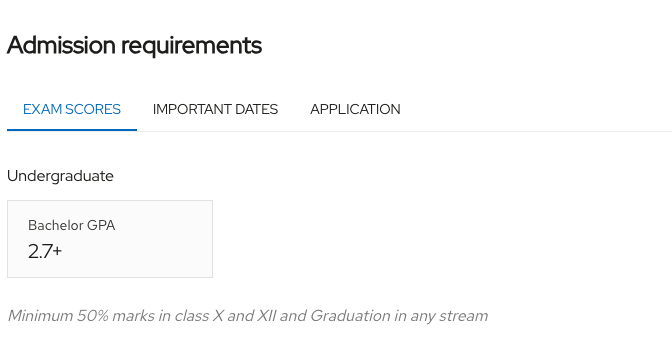 Admission requirements
EXAM SCORES IMPORTANT DATES APPLICATION
Undergraduate
Bachelor GPA
2.7+
Minimum 50% marks in class X and XII and Graduation in any stream